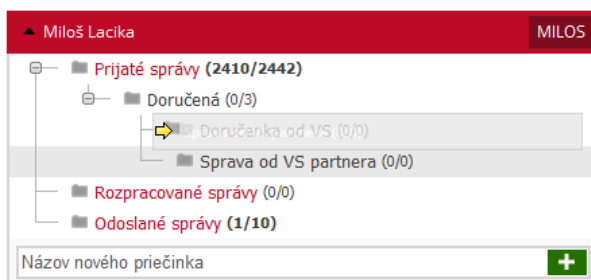 Miloš Lacika MILOS
Prijaté správy (2410/2442)
Doručená (0/3)
Doručenka od VS (0/0)
Sprava od VS partnera (0/0)
Rozpracované správy (0/0)
Odoslané správy (1/10)
Názov nového priečinka